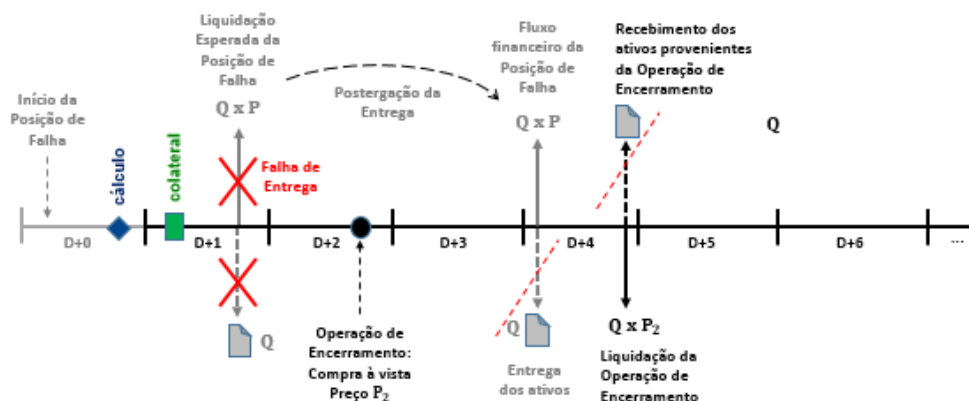 Liquidação
Esperada da
Posição de
Falha
Q x P
Início da
Posição de
Falha
cálculo
colateral
Falha de
Entrega
Postergação da
Entrega
Fluxo
financeiro da
Posição de
Falha
Q x P
Recebimento dos
ativos provenientes
da Operação de
Encerramento
Q
D+0
D+1
D+2
D+3
D+4
D+5
D+6
...
Q
Operação de
Encerramento:
Compra à vista
Preço P₂
Q
Entrega
dos ativos
Q x P₂
Liquidação da
Operação de
Encerramento